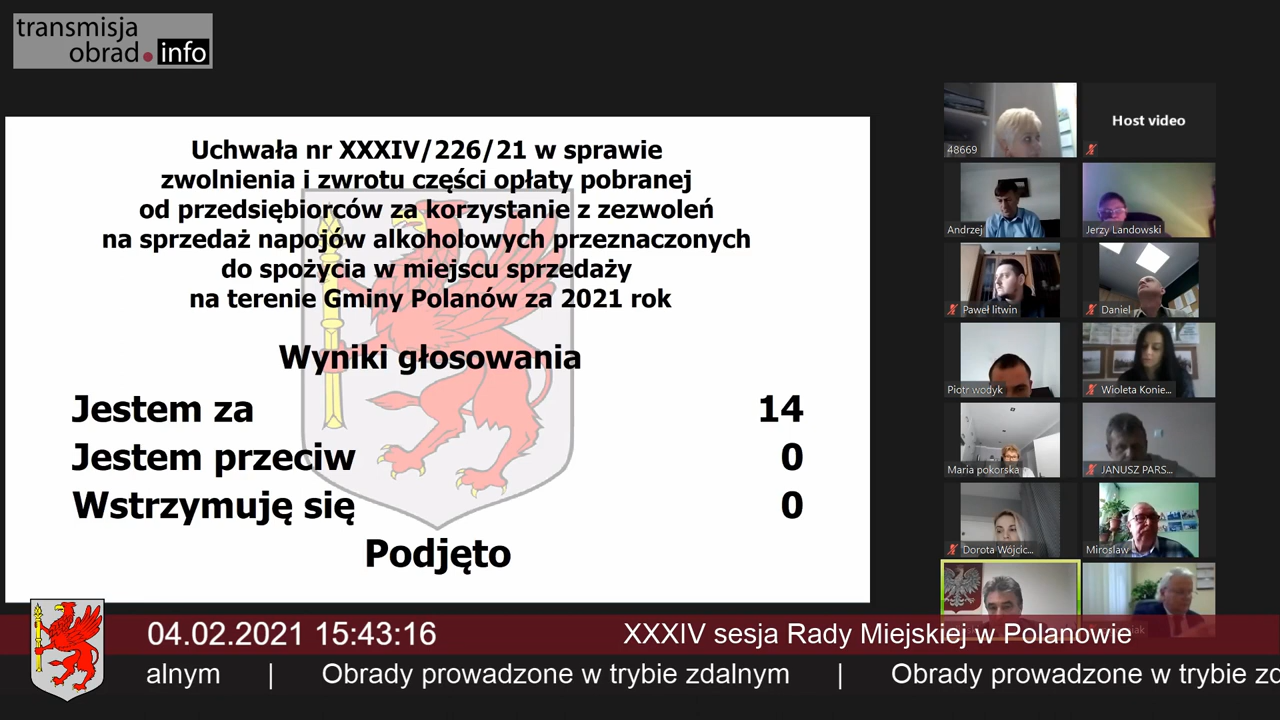 transmisja
obrad.info
Uchwała nr XXXIV/226/21 w sprawie
zwolnienia i zwrotu części opłaty pobranej
od przedsiębiorców za korzystanie z zezwoleń
na sprzedaż napojów alkoholowych przeznaczonych
do spożycia w miejscu sprzedaży
na terenie Gminy Polanów za 2021 rok
Wyniki głosowania
Jestem za 14
Jestem przeciw 0
Wstrzymuję się 0
Podjęto
48669
Host video
Andrzej
Jerzy Landowski
Paweł litwin
Daniel
Piotr wodyk
Wioleta Konie...
Maria pokorska
JANUSZ PARS...
Dorota Wójcic...
Miroslaw
04.02.2021 15:43:16
XXXIV sesja Rady Miejskiej w Polanowie
alnym | Obrady prowadzone w trybie zdalnym | Obrady prowadzone w trybie zd